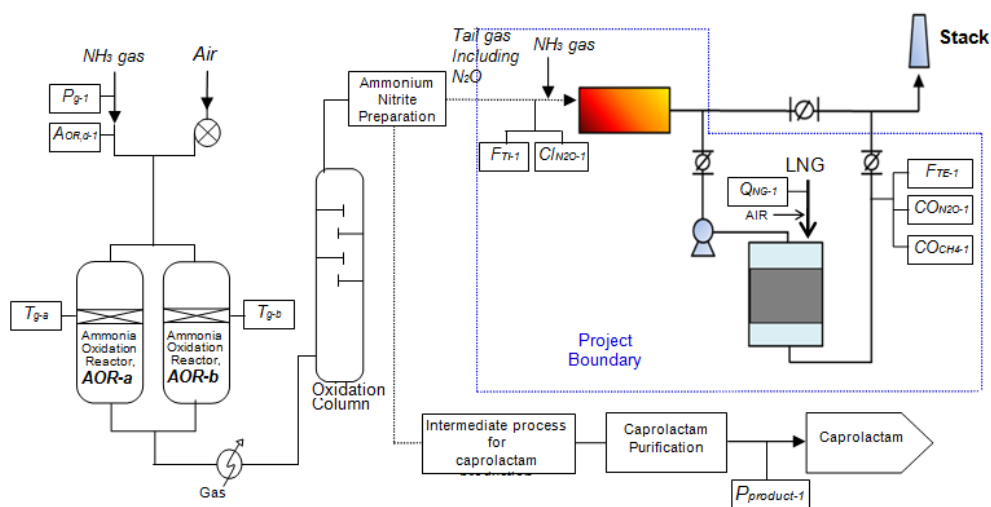 NH₃ gas
Air
P_g-1
A_OR,d-1
T_g-a
T_g-b
Ammonia
Oxidation
Reactor,
AOR-a
Ammonia
Oxidation
Reactor,
AOR-b
Gas
Oxidation
Column
Ammonium
Nitrite
Preparation
Tail gas
Including
N₂O
NH₃ gas
F_TI-1
CI_N2O-1
Stack
LNG
Q_NG-1
AIR
F_TE-1
CO_N2O-1
CO_CH4-1
Project
Boundary
Intermediate process
for
caprolactam
Caprolactam
Purification
Caprolactam
P_product-1